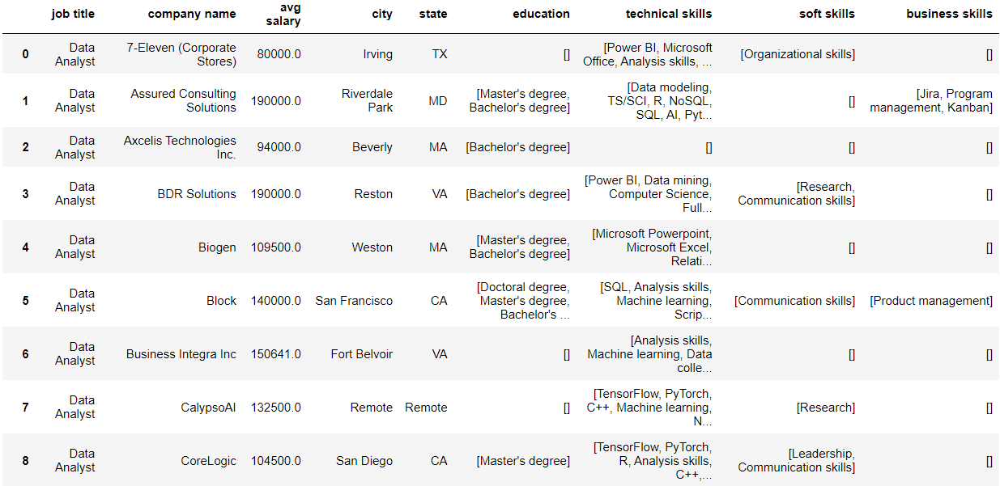 job title company name avg salary city state education technical skills soft skills business skills
0 Data Analyst 7-Eleven (Corporate Stores) 80000.0 Irving TX [] [Power BI, Microsoft Office, Analysis skills, ... [Organizational skills] []
1 Data Analyst Assured Consulting Solutions 190000.0 Riverdale Park MD [Master's degree, Bachelor's degree] [Data modeling, TS/SCI, R, NoSQL, SQL, AI, Pyt... [] [Jira, Program management, Kanban]
2 Data Analyst Axcelis Technologies Inc. 94000.0 Beverly MA [Bachelor's degree] [] [] []
3 Data Analyst BDR Solutions 190000.0 Reston VA [Bachelor's degree] [Power BI, Data mining, Computer Science, Full... [Research, Communication skills] []
4 Data Analyst Biogen 109500.0 Weston MA [Master's degree, Bachelor's degree] [Microsoft Powerpoint, Microsoft Excel, Relati... [] []
5 Data Analyst Block 140000.0 San Francisco CA [Doctoral degree, Master's degree, Bachelor's ... [SQL, Analysis skills, Machine learning, Scrip... [Communication skills] [Product management]
6 Data Analyst Business Integra Inc 150641.0 Fort Belvoir VA [] [Analysis skills, Machine learning, Data colle... [] []
7 Data Analyst CalypsoAI 132500.0 Remote Remote [] [TensorFlow, PyTorch, C++, Machine learning, N... [Research] []
8 Data Analyst CoreLogic 104500.0 San Diego CA [Master's degree] [TensorFlow, PyTorch, R, Analysis skills, C++,... [Leadership, Communication skills] []